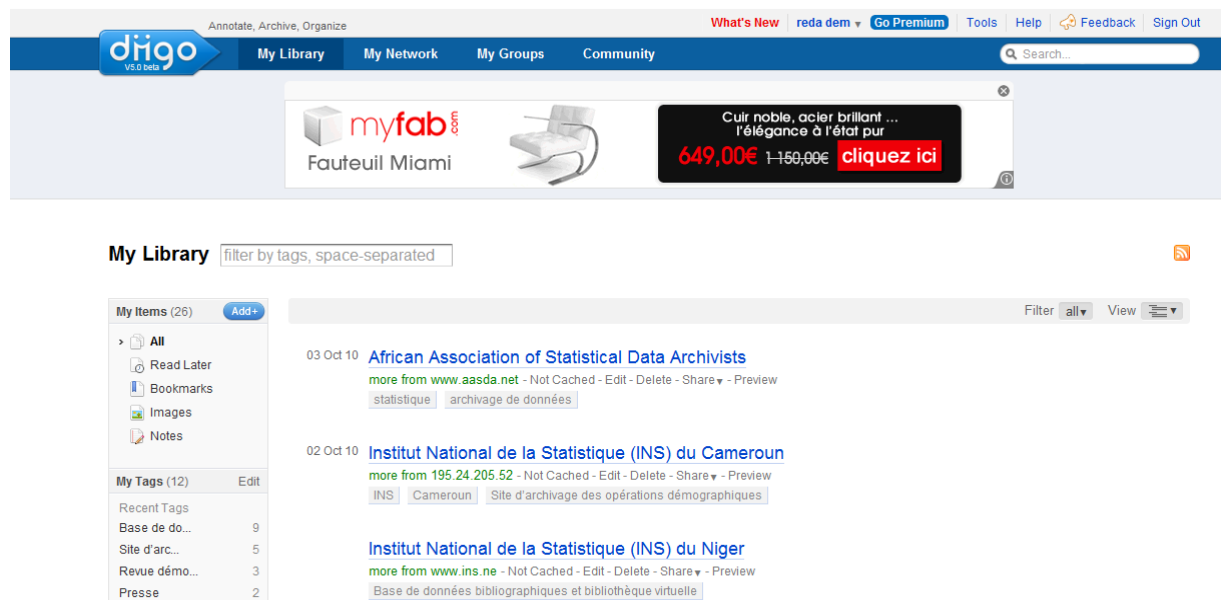 Annotate, Archive, Organize
What's New reda dem ▾ Go Premium Tools Help Feedback Sign Out
diigo
V5.0 beta
My Library My Network My Groups Community Search...
myfab.com
Fauteuil Miami
Cuir noble, acier brillant ...
l'élégance à l'état pur
649,00€ 1 150,00€ cliquez ici
My Library filter by tags, space-separated
My Items (26) Add+
Filter all▾ View
› All
Read Later
Bookmarks
Images
Notes
My Tags (12) Edit
Recent Tags
Base de do... 9
Site d'arc... 5
Revue démo... 3
Presse 2
03 Oct 10 African Association of Statistical Data Archivists
more from www.aasda.net - Not Cached - Edit - Delete - Share▾ - Preview
statistique archivage de données
02 Oct 10 Institut National de la Statistique (INS) du Cameroun
more from 195.24.205.52 - Not Cached - Edit - Delete - Share▾ - Preview
INS Cameroun Site d'archivage des opérations démographiques
Institut National de la Statistique (INS) du Niger
more from www.ins.ne - Not Cached - Edit - Delete - Share▾ - Preview
Base de données bibliographiques et bibliothèque virtuelle